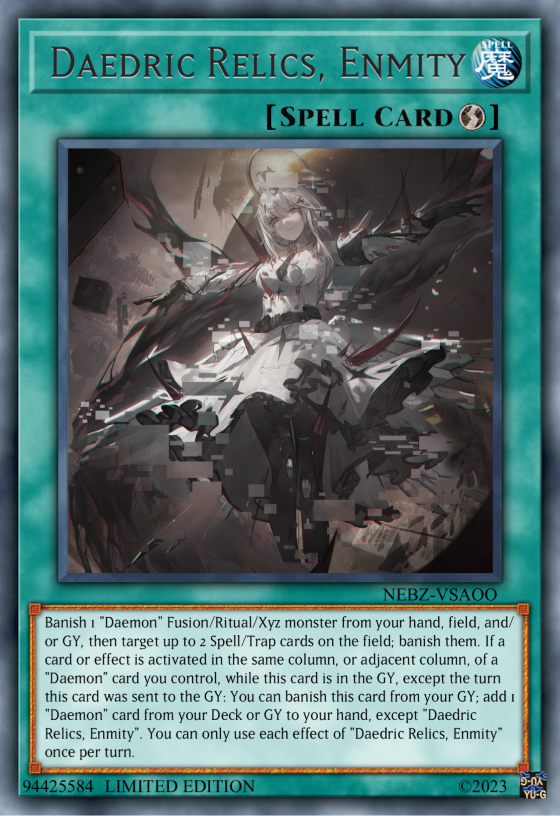 Daedric Relics, Enmity
SPELL
魔
[Spell Card]
NEBZ-VSAOO
Banish 1 "Daemon" Fusion/Ritual/Xyz monster from your hand, field, and/
or GY, then target up to 2 Spell/Trap cards on the field; banish them. If a
card or effect is activated in the same column, or adjacent column, of a
"Daemon" card you control, while this card is in the GY, except the turn
this card was sent to the GY: You can banish this card from your GY; add 1
"Daemon" card from your Deck or GY to your hand, except "Daedric
Relics, Enmity". You can only use each effect of "Daedric Relics, Enmity"
once per turn.
94425584 LIMITED EDITION
©2023
YU-G